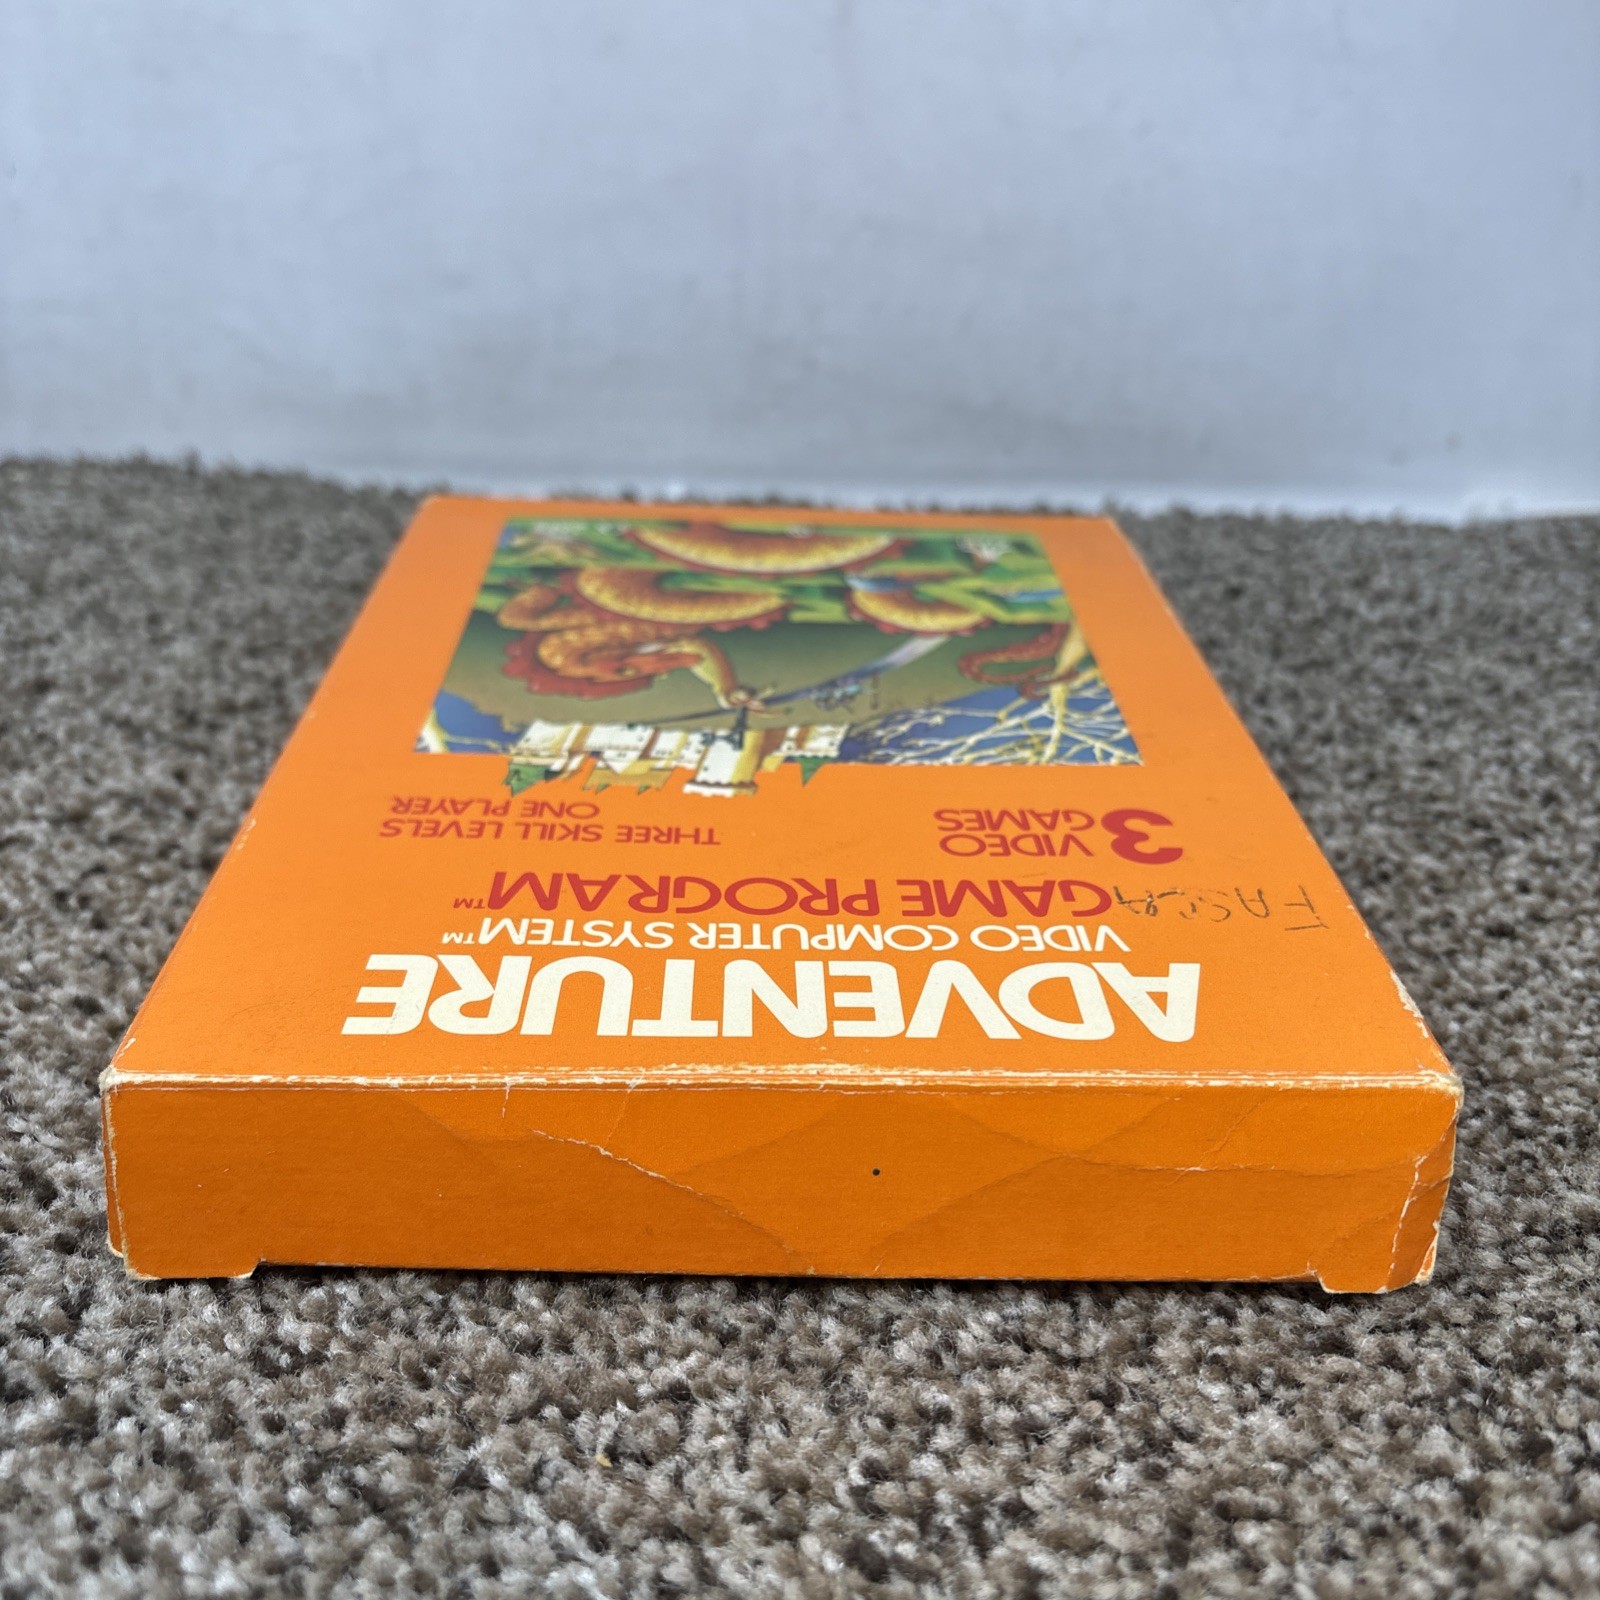 ADVENTURE
VIDEO COMPUTER SYSTEM™
GAME PROGRAM™
3 VIDEO GAMES
THREE SKILL LEVELS
ONE PLAYER